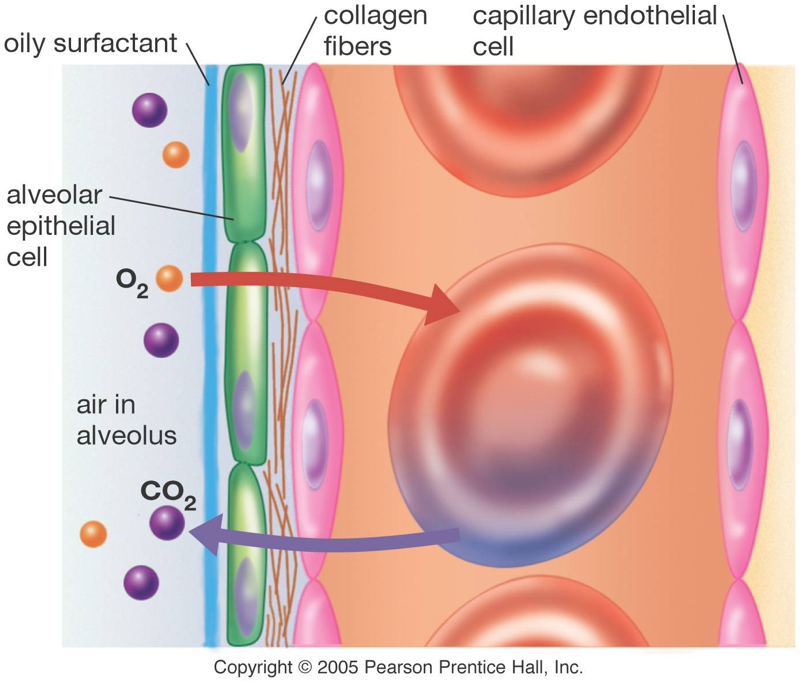 oily surfactant
collagen
fibers
capillary endothelial
cell
alveolar
epithelial
cell
O2
air in
alveolus
CO2
Copyright © 2005 Pearson Prentice Hall, Inc.